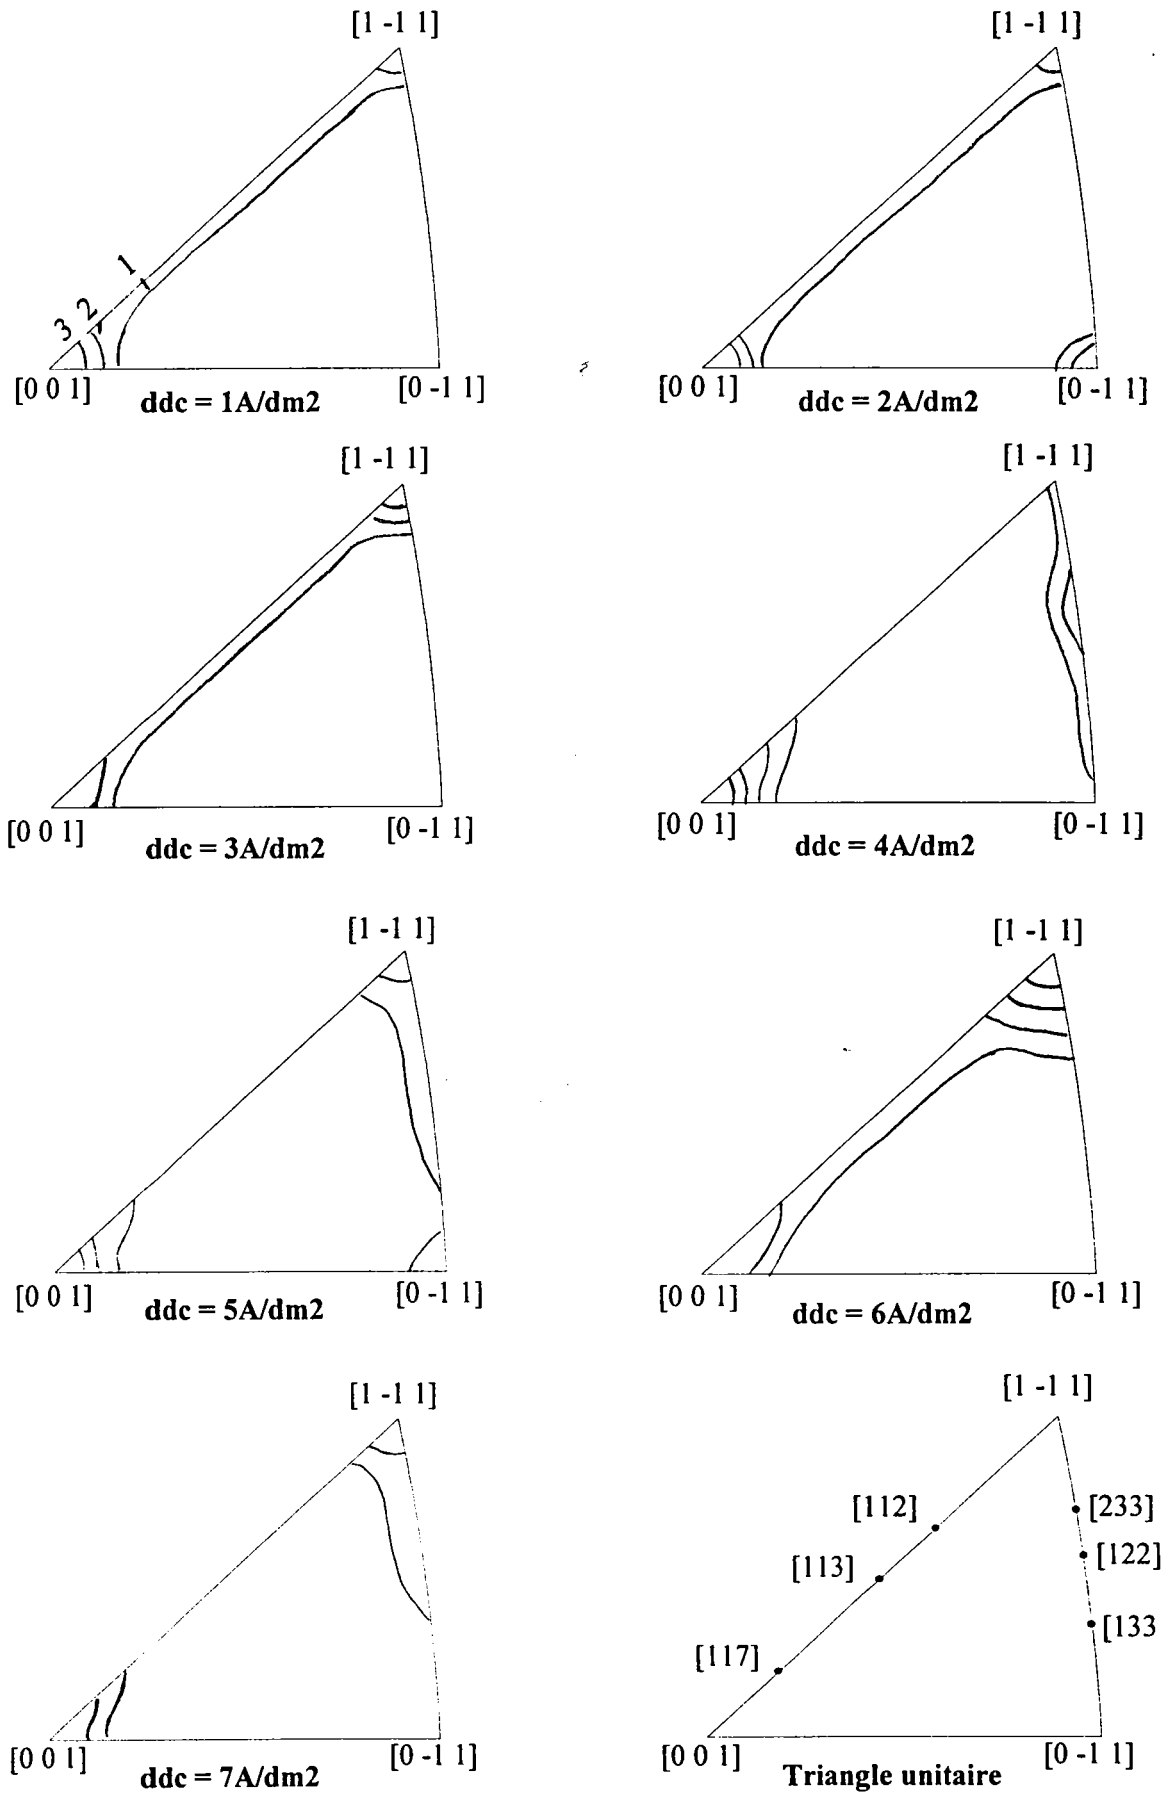 [1 -1 1]
[1 -1 1]
1
2
3
[0 0 1]
[0 -1 1]
ddc = 1A/dm2
[0 0 1]
[0 -1 1]
ddc = 2A/dm2
[1 -1 1]
[1 -1 1]
[0 0 1]
[0 -1 1]
ddc = 3A/dm2
[0 0 1]
[0 -1 1]
ddc = 4A/dm2
[1 -1 1]
[1 -1 1]
[0 0 1]
[0 -1 1]
ddc = 5A/dm2
[0 0 1]
[0 -1 1]
ddc = 6A/dm2
[1 -1 1]
[1 -1 1]
[112]
[233]
[113]
[122]
[117]
[133
[0 0 1]
[0 -1 1]
ddc = 7A/dm2
[0 0 1]
[0 -1 1]
Triangle unitaire